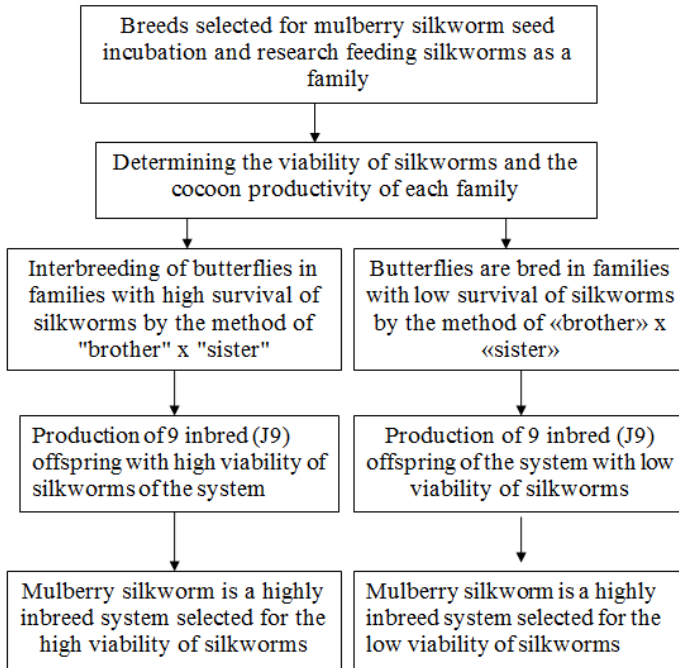 Breeds selected for mulberry silkworm seed
incubation and research feeding silkworms as a
family
Determining the viability of silkworms and the
cocoon productivity of each family
Interbreeding of butterflies in
families with high survival of
silkworms by the method of
"brother" x "sister"
Butterflies are bred in families
with low survival of silkworms
by the method of «brother» x
«sister»
Production of 9 inbred (J9)
offspring with high viability of
silkworms of the system
Production of 9 inbred (J9)
offspring of the system with low
viability of silkworms
Mulberry silkworm is a highly
inbreed system selected for the
high viability of silkworms
Mulberry silkworm is a highly
inbreed system selected for the
low viability of silkworms